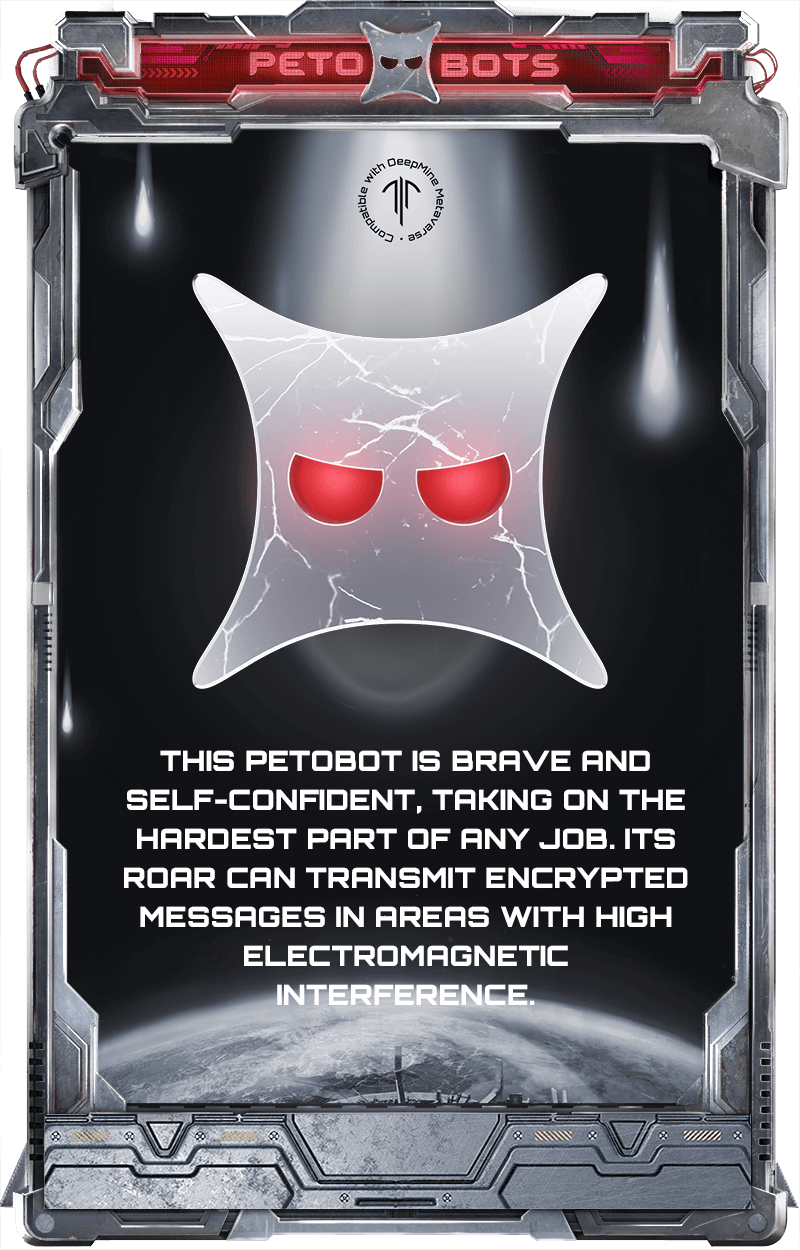 PETO BOTS
Compatible with DeepMine Metaverse •
THIS PETOBOT IS BRAVE AND
SELF-CONFIDENT, TAKING ON THE
HARDEST PART OF ANY JOB. ITS
ROAR CAN TRANSMIT ENCRYPTED
MESSAGES IN AREAS WITH HIGH
ELECTROMAGNETIC
INTERFERENCE.